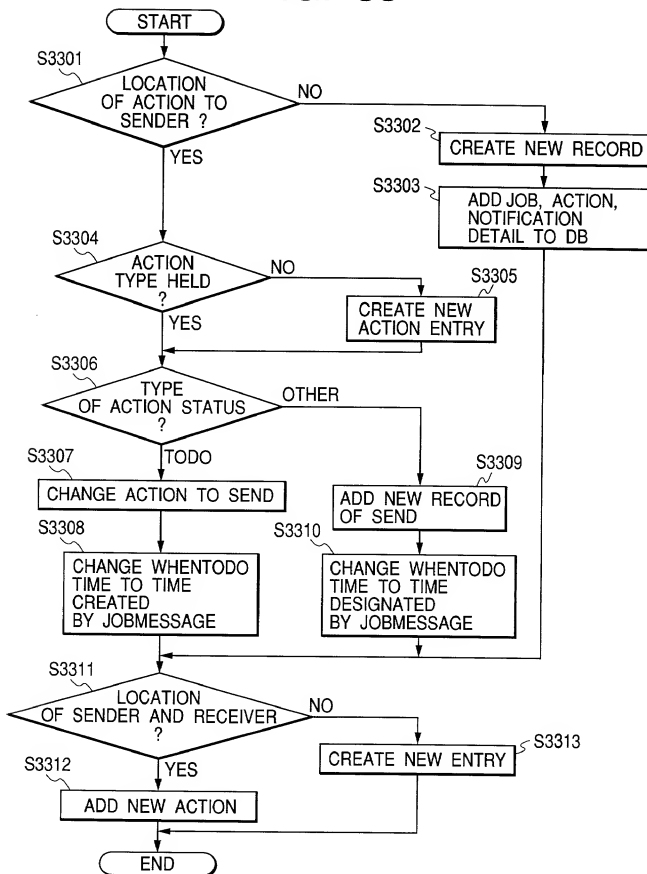 START
S3301
LOCATION
OF ACTION TO
SENDER ?
NO
YES
S3302
CREATE NEW RECORD
S3303
ADD JOB, ACTION,
NOTIFICATION
DETAIL TO DB
S3304
ACTION
TYPE HELD
?
NO
YES
S3305
CREATE NEW
ACTION ENTRY
S3306
TYPE
OF ACTION STATUS
?
OTHER
TODO
S3307
CHANGE ACTION TO SEND
S3308
CHANGE WHENTODO
TIME TO TIME
CREATED
BY JOBMESSAGE
S3309
ADD NEW RECORD
OF SEND
S3310
CHANGE WHENTODO
TIME TO TIME
DESIGNATED
BY JOBMESSAGE
S3311
LOCATION
OF SENDER AND RECEIVER
?
NO
YES
S3312
ADD NEW ACTION
S3313
CREATE NEW ENTRY
END